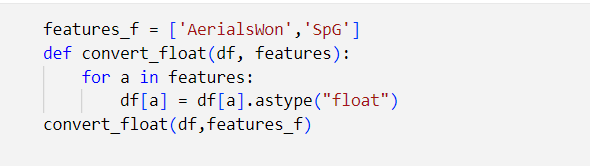 features_f = ['AerialsWon','SpG']
def convert_float(df, features):
    for a in features:
        df[a] = df[a].astype("float")
convert_float(df,features_f)